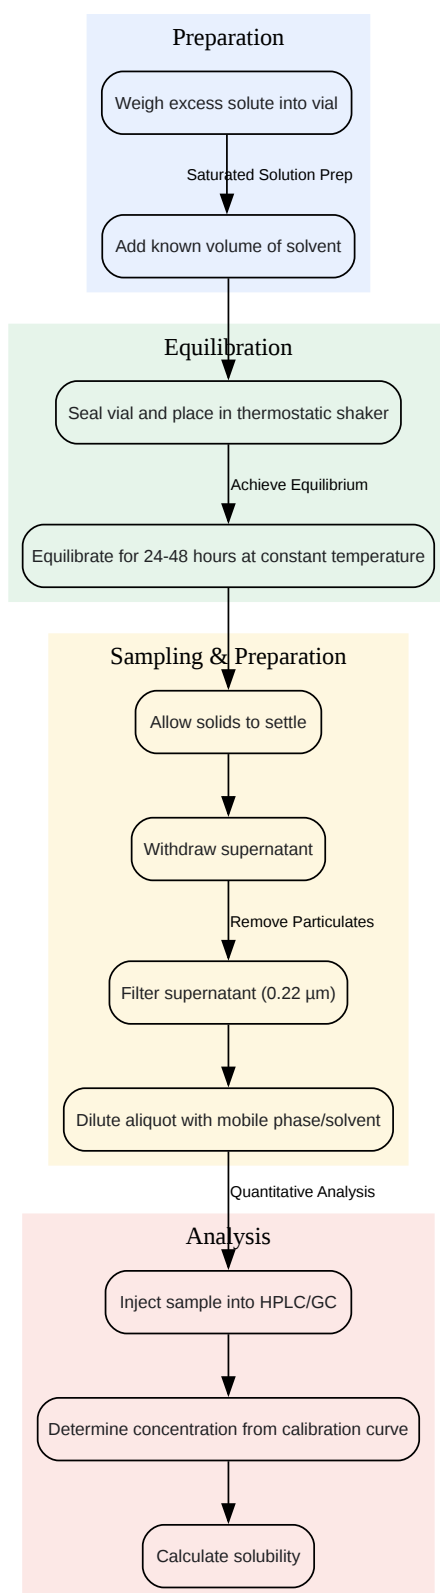 Preparation
Weigh excess solute into vial
Saturated Solution Prep
Add known volume of solvent
Equilibration
Seal vial and place in thermostatic shaker
Achieve Equilibrium
Equilibrate for 24-48 hours at constant temperature
Sampling & Preparation
Allow solids to settle
Withdraw supernatant
Remove Particulates
Filter supernatant (0.22 µm)
Dilute aliquot with mobile phase/solvent
Quantitative Analysis
Analysis
Inject sample into HPLC/GC
Determine concentration from calibration curve
Calculate solubility